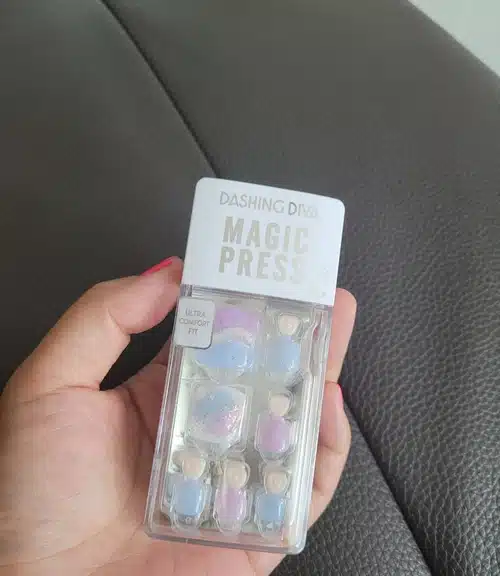 DASHING DIVA
MAGIC
PRESS
ULTRA
COMFORT
FIT